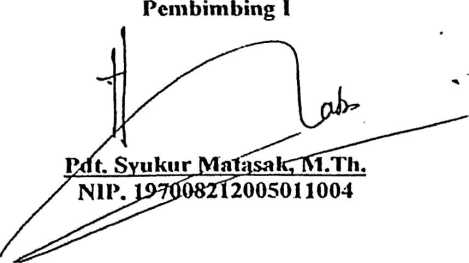 Pembimbing I
Pdt. Syukur Matasak, M.Th.
NIP. 197008212005011004